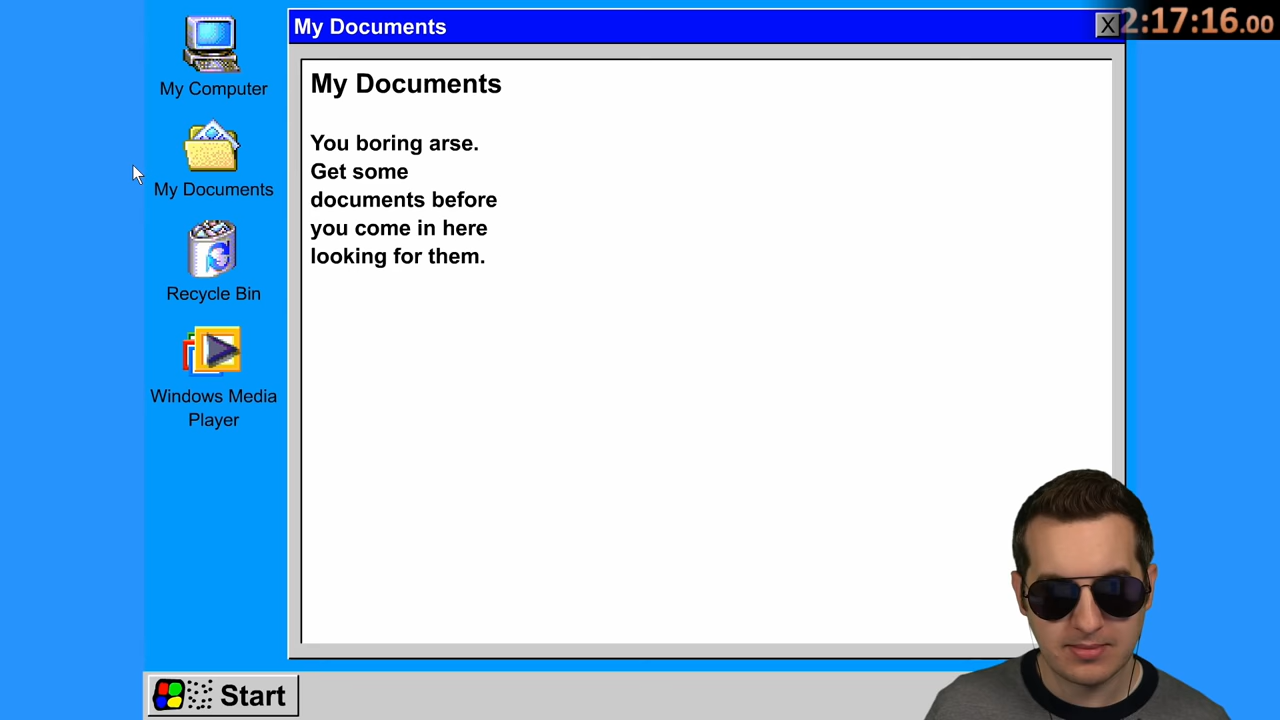 My Documents
X
2:17:16.00
My Computer
My Documents
Recycle Bin
Windows Media
Player
My Documents
You boring arse.
Get some
documents before
you come in here
looking for them.
Start